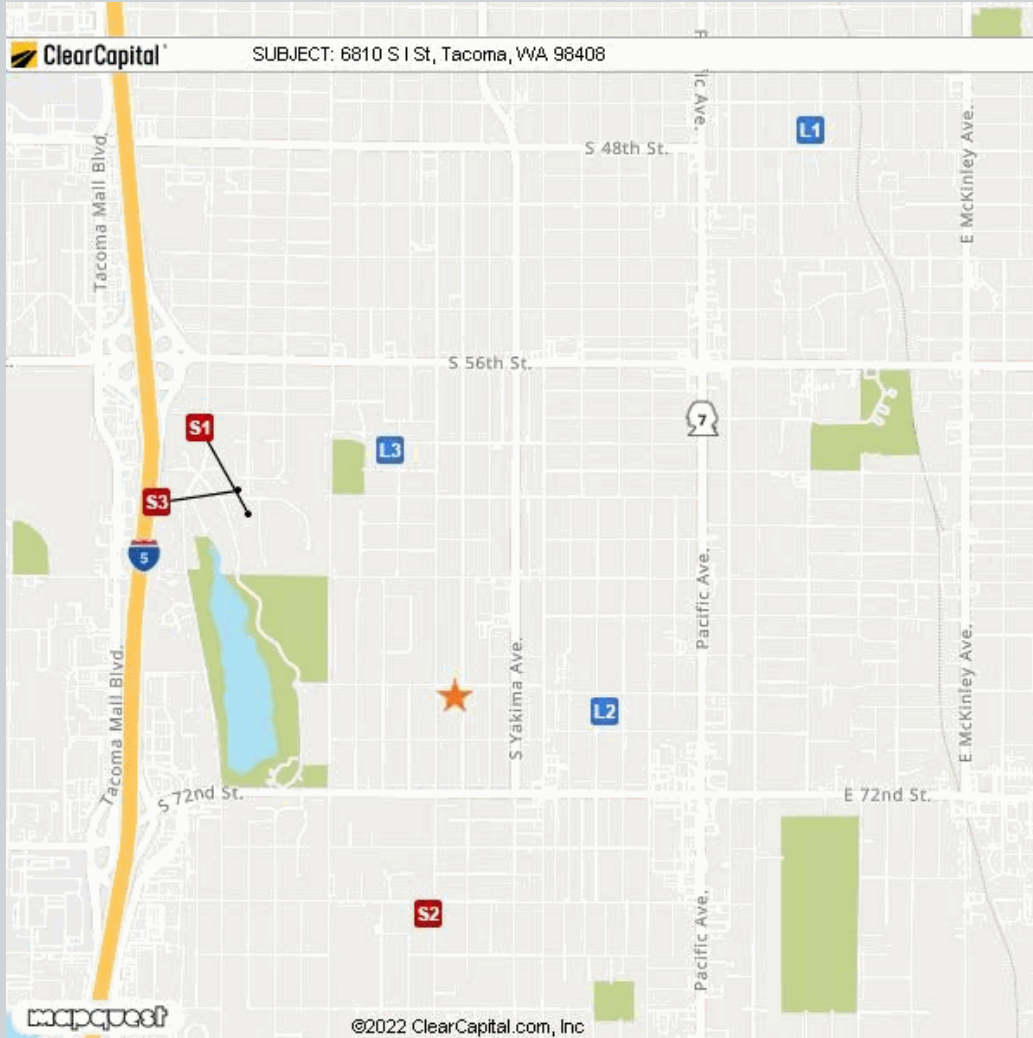 ClearCapital
SUBJECT: 6810 S I St, Tacoma, WA 98408
L1
S 48th St.
Tacoma Mall Blvd.
E McKinley Ave.
S 56th St.
S1
7
L3
S3
5
Pacific Ave.
S Yakima Ave.
Tacoma Mall Blvd.
E McKinley Ave.
L2
S 72nd St.
E 72nd St.
S2
Pacific Ave.
mapquest
©2022 ClearCapital.com, Inc